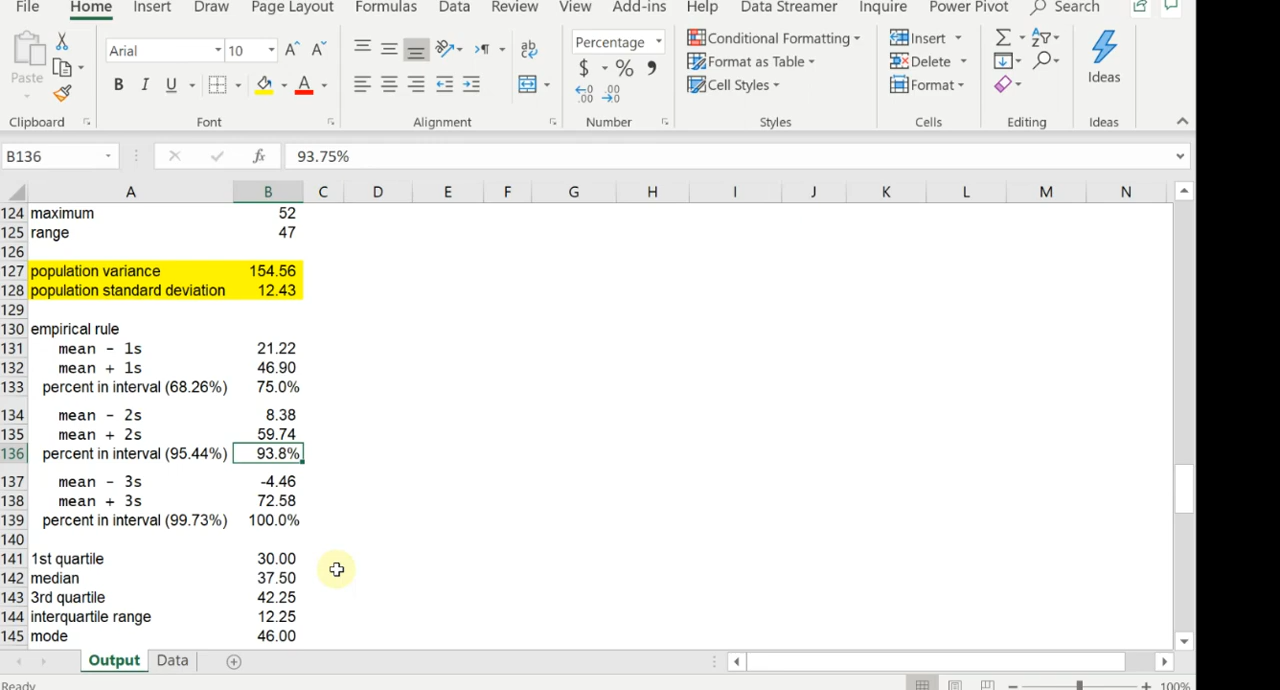 File Home Insert Draw Page Layout Formulas Data Review View Add-ins Help Data Streamer Inquire Power Pivot Search
Paste
Arial 10 A^ Aˇ
B I U A
ab
Percentage
$ % ,
Conditional Formatting
Format as Table
Cell Styles
Insert
Delete
Format
Ideas
Clipboard Font Alignment Number Styles Cells Editing Ideas
B136 fx 93.75%
A B C D E F G H I J K L M N
124 maximum 52
125 range 47
126
127 population variance 154.56
128 population standard deviation 12.43
129
130 empirical rule
131 mean - 1s 21.22
132 mean + 1s 46.90
133 percent in interval (68.26%) 75.0%
134 mean - 2s 8.38
135 mean + 2s 59.74
136 percent in interval (95.44%) 93.8%
137 mean - 3s -4.46
138 mean + 3s 72.58
139 percent in interval (99.73%) 100.0%
140
141 1st quartile 30.00
142 median 37.50
143 3rd quartile 42.25
144 interquartile range 12.25
145 mode 46.00
Output Data
Ready 100%